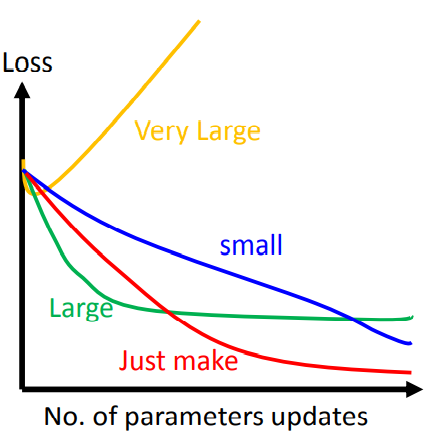 Loss
Very Large
small
Large
Just make
No. of parameters updates